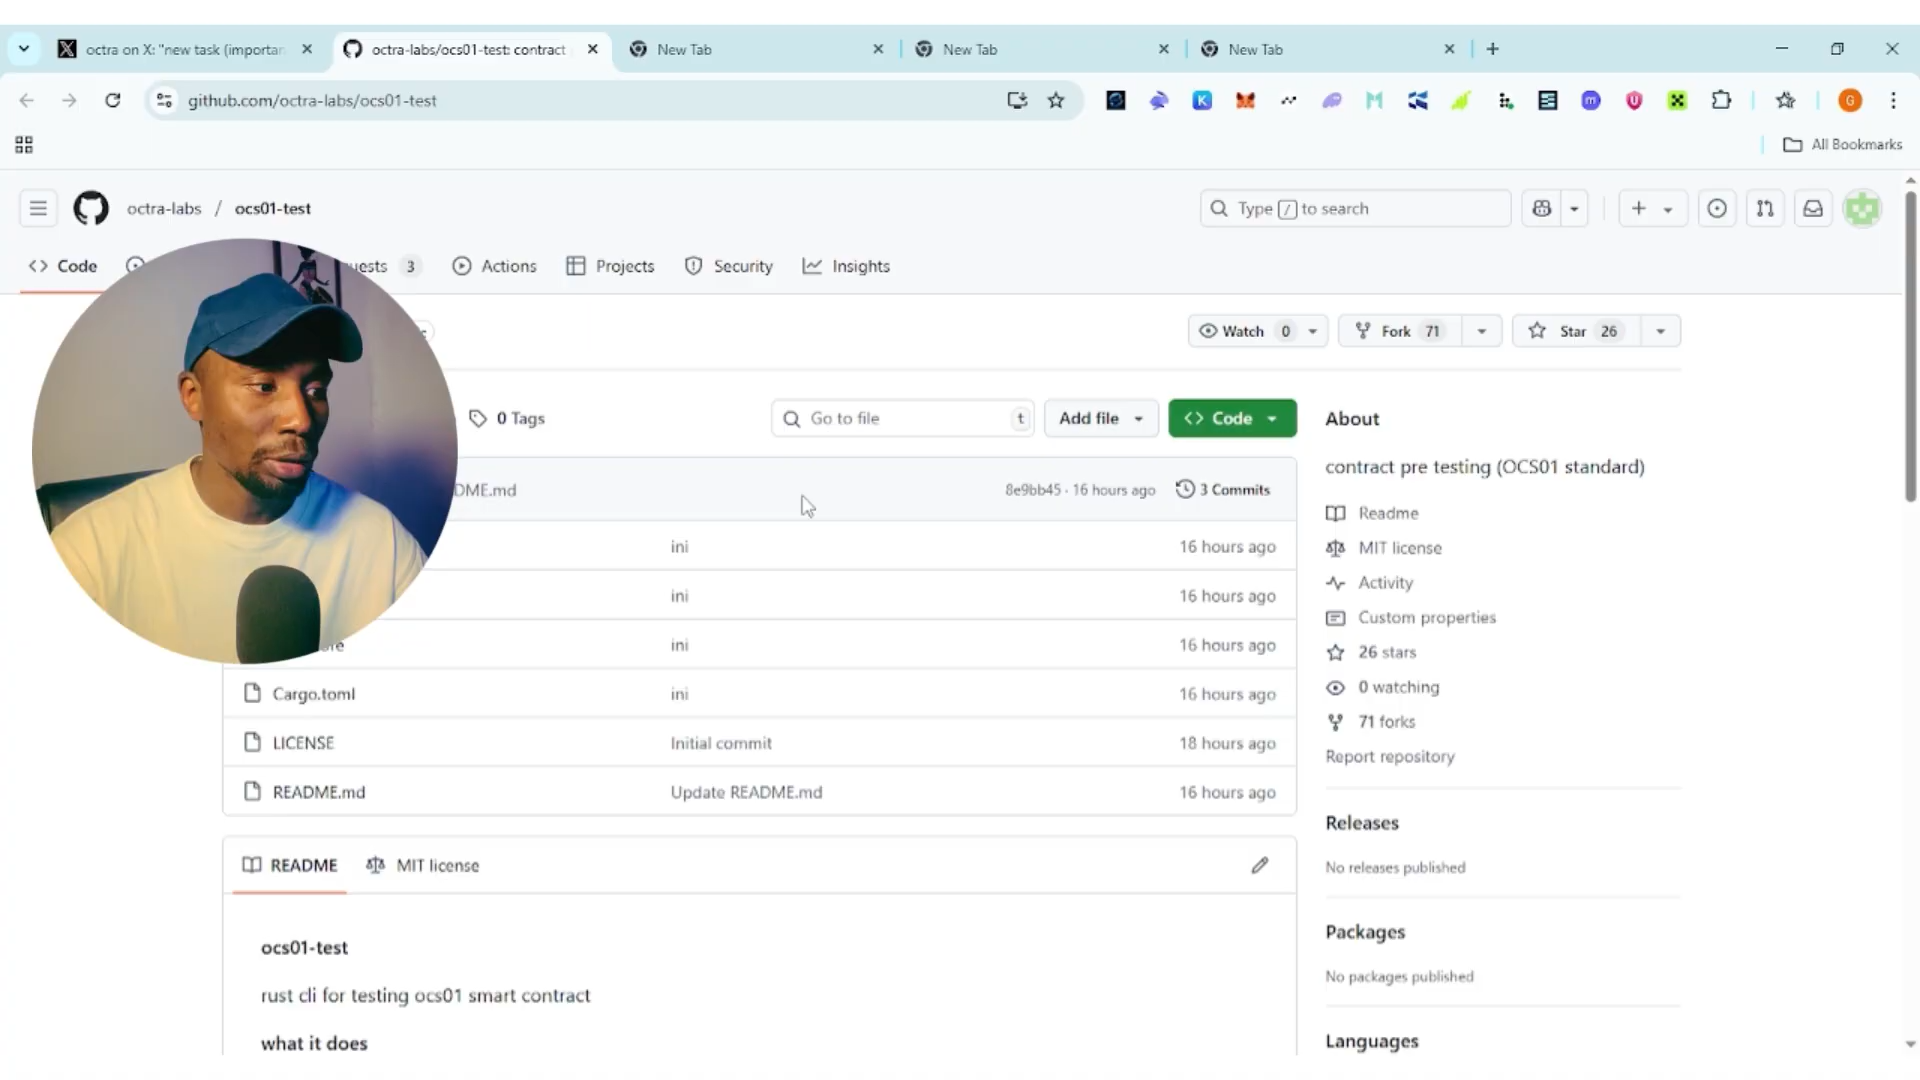 octra on X: "new task (importan
octra-labs/ocs01-test: contract
New Tab
New Tab
New Tab
github.com/octra-labs/ocs01-test
All Bookmarks
octra-labs / ocs01-test
Type / to search
Code
uests 3
Actions
Projects
Security
Insights
Watch 0
Fork 71
Star 26
0 Tags
Go to file t
Add file
Code
About
contract pre testing (OCS01 standard)
DME.md
8e9bb45 · 16 hours ago
3 Commits
ini
16 hours ago
ini
16 hours ago
ini
16 hours ago
Cargo.toml
ini
16 hours ago
LICENSE
Initial commit
18 hours ago
README.md
Update README.md
16 hours ago
Readme
MIT license
Activity
Custom properties
26 stars
0 watching
71 forks
Report repository
Releases
No releases published
Packages
No packages published
Languages
README
MIT license
ocs01-test
rust cli for testing ocs01 smart contract
what it does